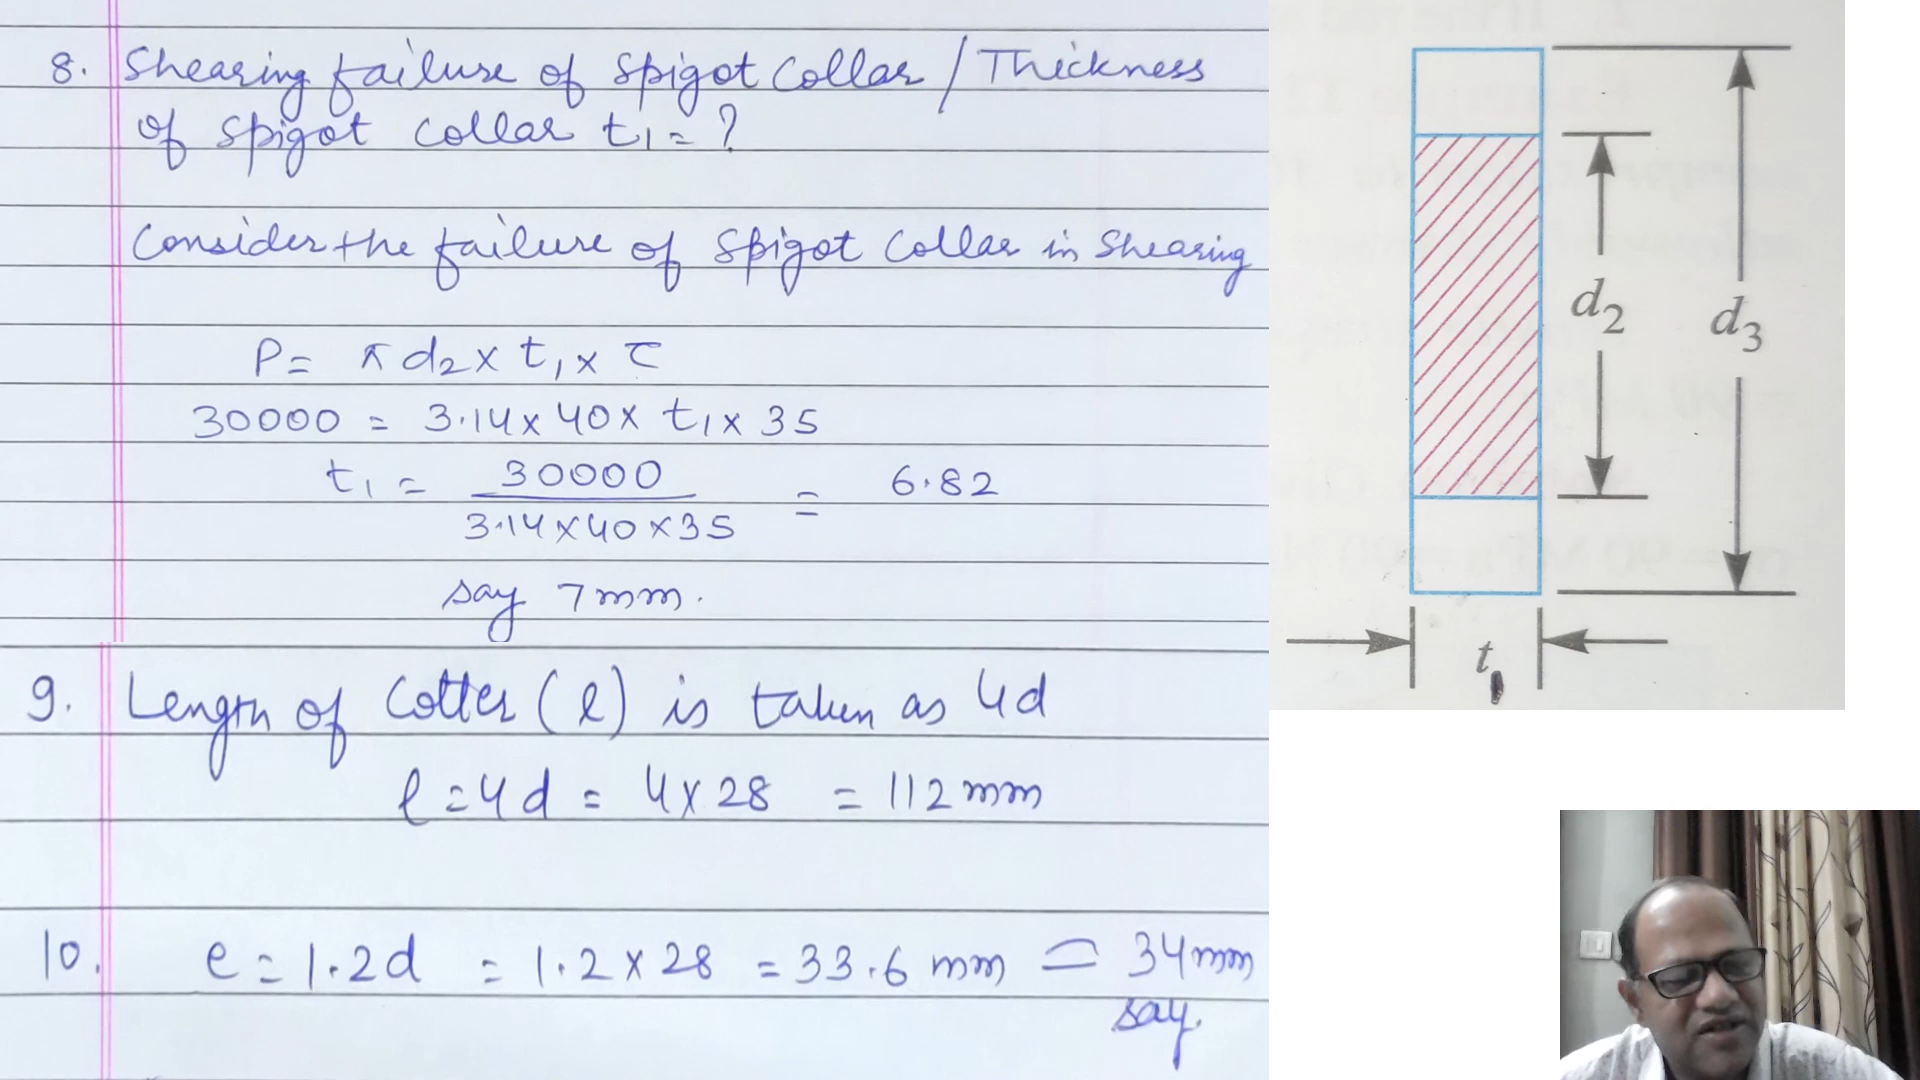 8. Shearing failure of Spigot Collar / Thickness
of spigot collar t₁ = ?
Consider the failure of spigot collar in shearing
P = π d₂ × t₁ × τ
30000 = 3.14 × 40 × t₁ × 35
t₁ = 30000 / 3.14 × 40 × 35 = 6.82
say 7 mm.
9. Length of Cotter (l) is taken as 4d
l = 4d = 4 × 28 = 112 mm
10. e = 1.2d = 1.2 × 28 = 33.6 mm = 34 mm
say.
d₂
d₃
t₁